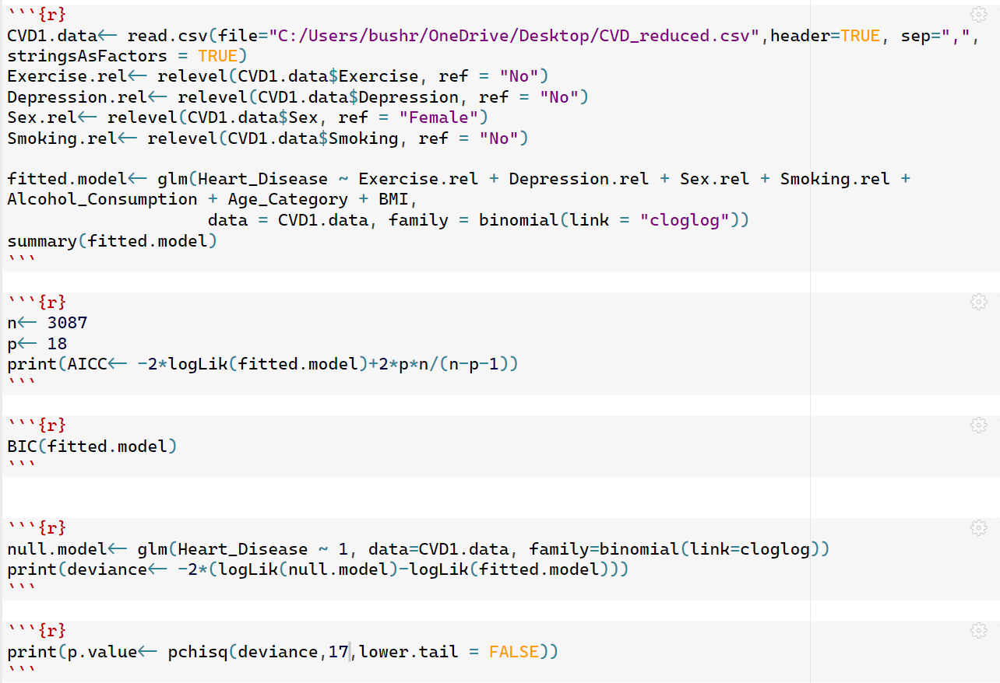 ```{r}
CVD1.data<- read.csv(file="C:/Users/bushr/OneDrive/Desktop/CVD_reduced.csv",header=TRUE, sep=",",
stringsAsFactors = TRUE)
Exercise.rel<- relevel(CVD1.data$Exercise, ref = "No")
Depression.rel<- relevel(CVD1.data$Depression, ref = "No")
Sex.rel<- relevel(CVD1.data$Sex, ref = "Female")
Smoking.rel<- relevel(CVD1.data$Smoking, ref = "No")
fitted.model<- glm(Heart_Disease ~ Exercise.rel + Depression.rel + Sex.rel + Smoking.rel +
Alcohol_Consumption + Age_Category + BMI,
data = CVD1.data, family = binomial(link = "cloglog"))
summary(fitted.model)
```
```{r}
n<- 3087
p<- 18
print(AICC<- -2*logLik(fitted.model)+2*p*n/(n-p-1))
```
```{r}
BIC(fitted.model)
```
```{r}
null.model<- glm(Heart_Disease ~ 1, data=CVD1.data, family=binomial(link=cloglog))
print(deviance<- -2*(logLik(null.model)-logLik(fitted.model)))
```
```{r}
print(p.value<- pchisq(deviance,17,lower.tail = FALSE))
```